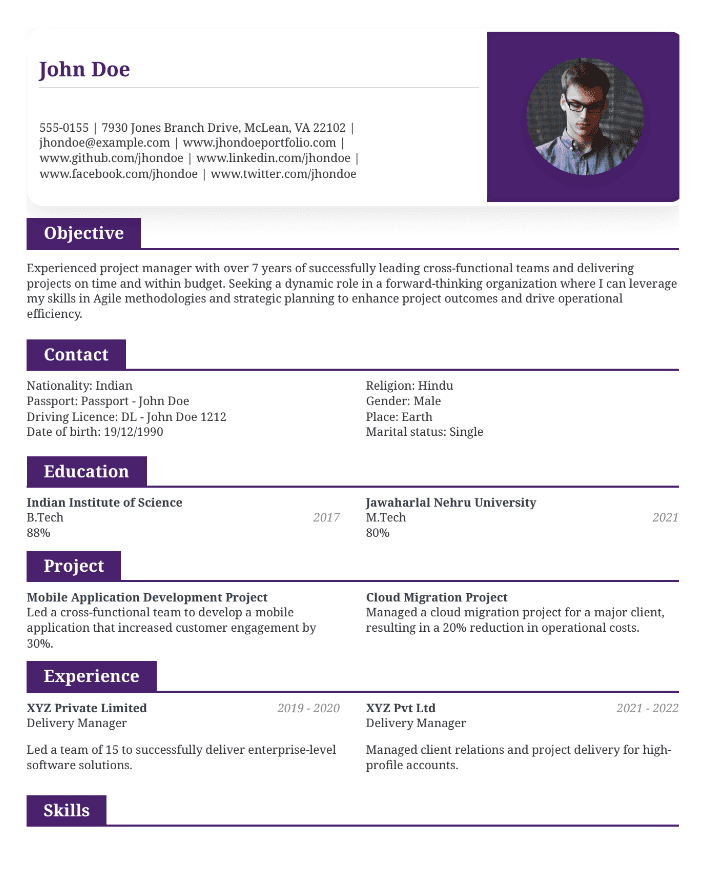 John Doe
555-0155 | 7930 Jones Branch Drive, McLean, VA 22102 |
jhondoe@example.com | www.jhondoeportfolio.com |
www.github.com/jhondoe | www.linkedin.com/jhondoe |
www.facebook.com/jhondoe | www.twitter.com/jhondoe
Objective
Experienced project manager with over 7 years of successfully leading cross-functional teams and delivering
projects on time and within budget. Seeking a dynamic role in a forward-thinking organization where I can leverage
my skills in Agile methodologies and strategic planning to enhance project outcomes and drive operational
efficiency.
Contact
Nationality: Indian
Passport: Passport - John Doe
Driving Licence: DL - John Doe 1212
Date of birth: 19/12/1990
Religion: Hindu
Gender: Male
Place: Earth
Marital status: Single
Education
Indian Institute of Science
B.Tech 2017
88%
Jawaharlal Nehru University
M.Tech 2021
80%
Project
Mobile Application Development Project
Led a cross-functional team to develop a mobile
application that increased customer engagement by
30%.
Cloud Migration Project
Managed a cloud migration project for a major client,
resulting in a 20% reduction in operational costs.
Experience
XYZ Private Limited 2019 - 2020
Delivery Manager
Led a team of 15 to successfully deliver enterprise-level
software solutions.
XYZ Pvt Ltd 2021 - 2022
Delivery Manager
Managed client relations and project delivery for high-
profile accounts.
Skills